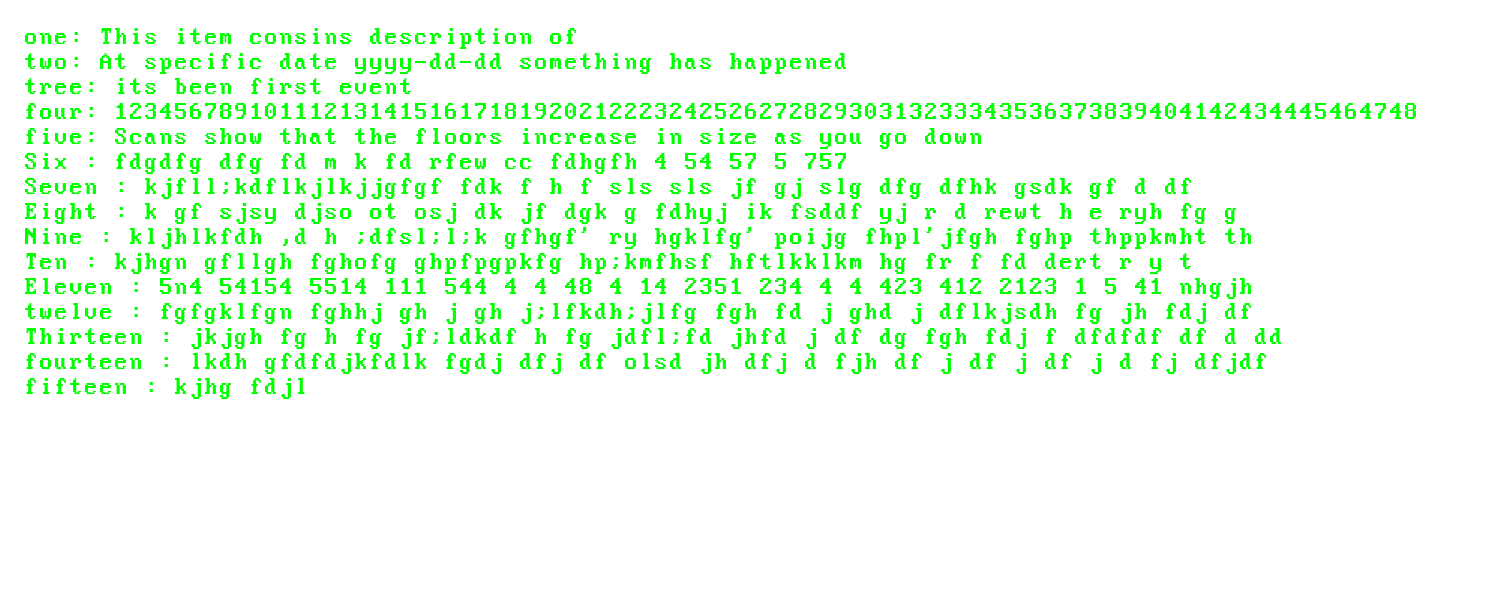 one: This item consins description of
two: At specific date yyyy-dd-dd something has happened
tree: its been first event
four: 123456789101112131415161718192021222324252627282930313233343536373839404142434445464748
five: Scans show that the floors increase in size as you go down
Six : fdgdfg dfg fd m k fd rfew cc fdhgfh 4 54 57 5 757
Seven : kjfll;kdflkjlkjjgfgf fdk f h f sls sls jf gj slg dfg dfhk gsdk gf d df
Eight : k gf sjsy djso ot osj dk jf dgk g fdhyj ik fsddf yj r d rewt h e ryh fg g
Nine : kljhlkfdh ,d h ;dfsl;l;k gfhgf' ry hgklfg' poijg fhpl'jfgh fghp thppkmht th
Ten : kjhgn gfllgh fghofg ghpfpgpkfg hp;kmfhsf hftlkklkm hg fr f fd dert r y t
Eleven : 5n4 54154 5514 111 544 4 4 48 4 14 2351 234 4 4 423 412 2123 1 5 41 nhgjh
twelve : fgfgklfgn fghhj gh j gh j;lfkdh;jlfg fgh fd j ghd j dflkjsdh fg jh fdj df
Thirteen : jkjgh fg h fg jf;ldkdf h fg jdfl;fd jhfd j df dg fgh fdj f dfdfdf df d dd
fourteen : lkdh gfdfdjkfdlk fgdj dfj df olsd jh dfj d fjh df j df j df j d fj dfjdf
fifteen : kjhg fdjl